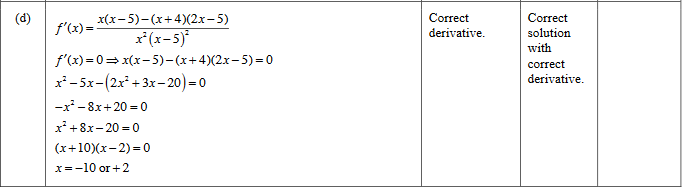 (d)
f′(x) = x(x−5)−(x+4)(2x−5) / x²(x−5)²
f′(x) = 0 ⇒ x(x−5)−(x+4)(2x−5) = 0
x² −5x−(2x² +3x−20) = 0
−x² −8x+20 = 0
x² +8x−20 = 0
(x+10)(x−2) = 0
x = −10 or +2
Correct
derivative.
Correct
solution
with
correct
derivative.